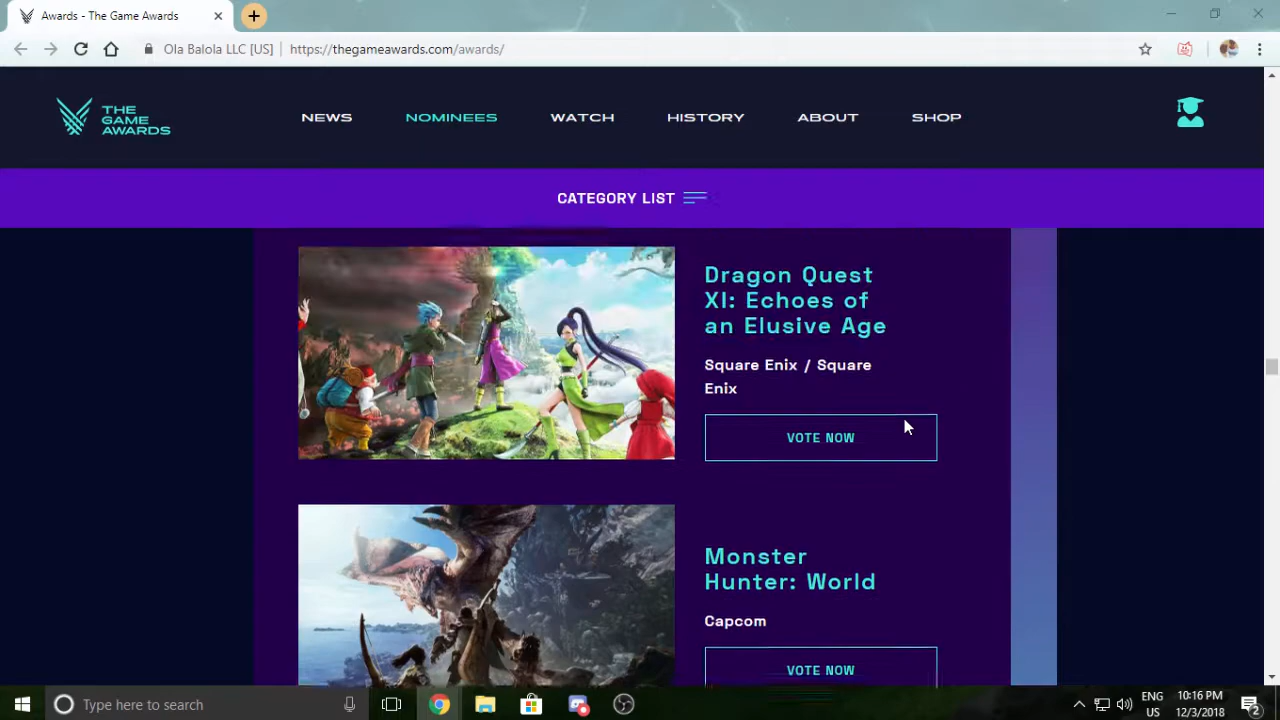 Awards - The Game Awards
Ola Balola LLC [US] https://thegameawards.com/awards/
THE
GAME
AWARDS
NEWS NOMINEES WATCH HISTORY ABOUT SHOP
CATEGORY LIST
Dragon Quest
XI: Echoes of
an Elusive Age
Square Enix / Square
Enix
VOTE NOW
Monster
Hunter: World
Capcom
VOTE NOW
Type here to search
ENG
US
10:16 PM
12/3/2018
2